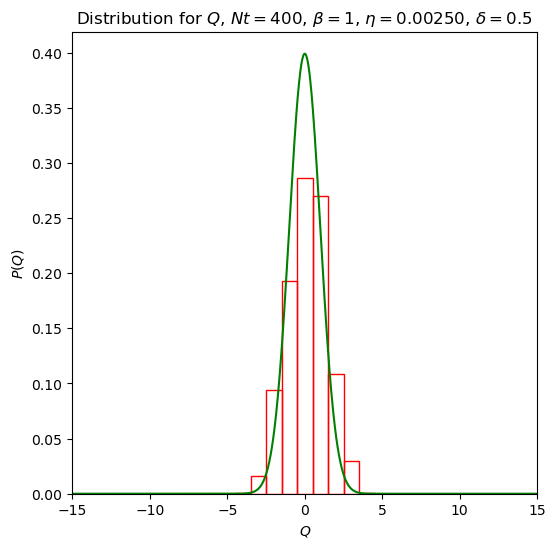 Distribution for Q, Nt = 400, β = 1, η = 0.00250, δ = 0.5
P(Q)
0.40
0.35
0.30
0.25
0.20
0.15
0.10
0.05
0.00
−15 −10 −5 0 5 10 15
Q